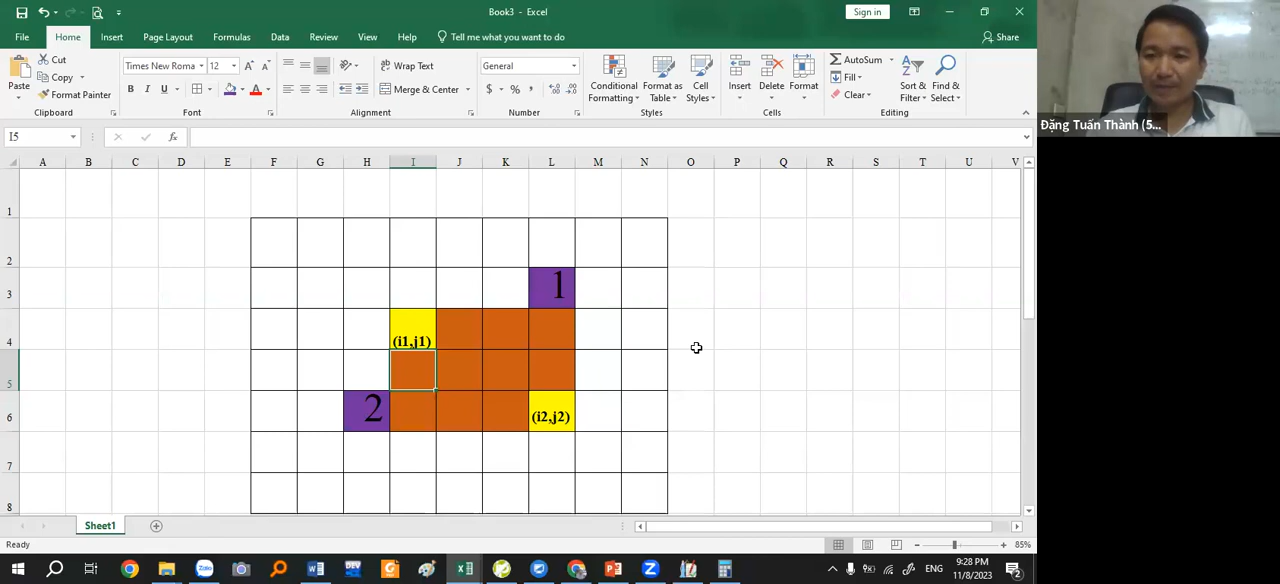 Book3 - Excel
Sign in
File Home Insert Page Layout Formulas Data Review View Help Tell me what you want to do Share
Paste
Cut
Copy
Format Painter
Clipboard
Times New Roma 12 A A
B I U A
Font
Wrap Text
Merge & Center
Alignment
General
$ % ,
Number
Conditional Formatting
Format as Table
Cell Styles
Styles
Insert Delete Format
Cells
AutoSum
Fill
Clear
Sort & Filter
Find & Select
Editing
Đặng Tuấn Thành (5...
I5 fx
A B C D E F G H I J K L M N O P Q R S T U V
1
2
3 1
4 (i1,j1)
5
6 2 (i2,j2)
7
8
Sheet1
Ready 85%
ENG 9:28 PM
11/8/2023 2